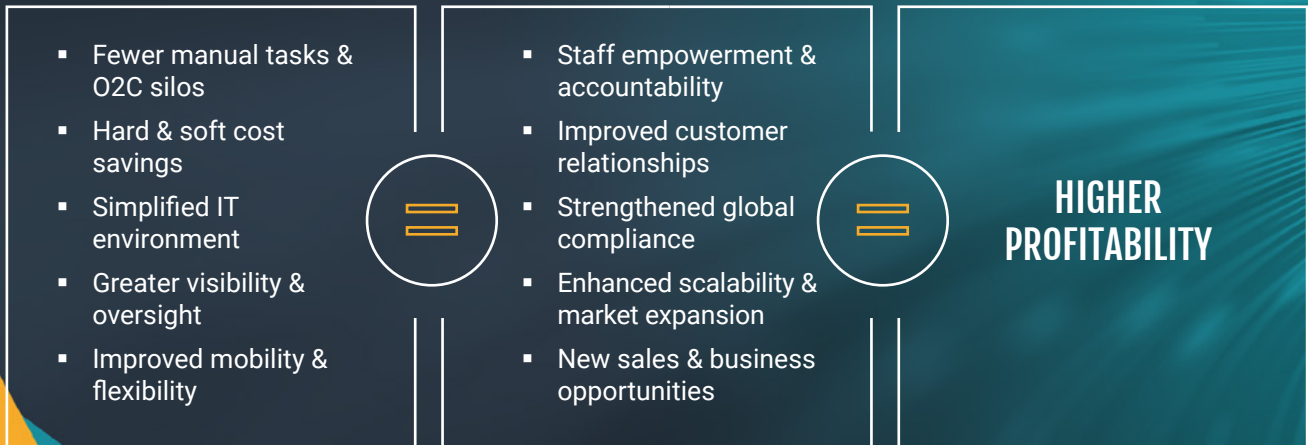 ▪ Fewer manual tasks &
O2C silos
▪ Hard & soft cost
savings
▪ Simplified IT
environment
▪ Greater visibility &
oversight
▪ Improved mobility &
flexibility
=
▪ Staff empowerment &
accountability
▪ Improved customer
relationships
▪ Strengthened global
compliance
▪ Enhanced scalability &
market expansion
▪ New sales & business
opportunities
=
HIGHER
PROFITABILITY